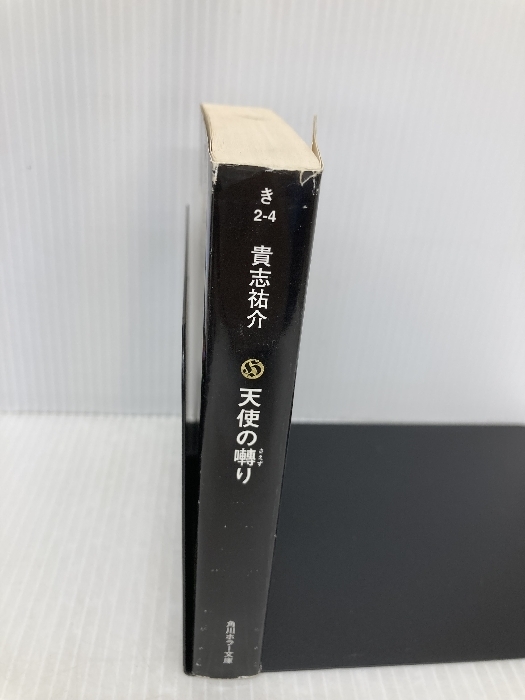 き
2-4
貴志祐介
天使の囀り
さえず
角川ホラー文庫